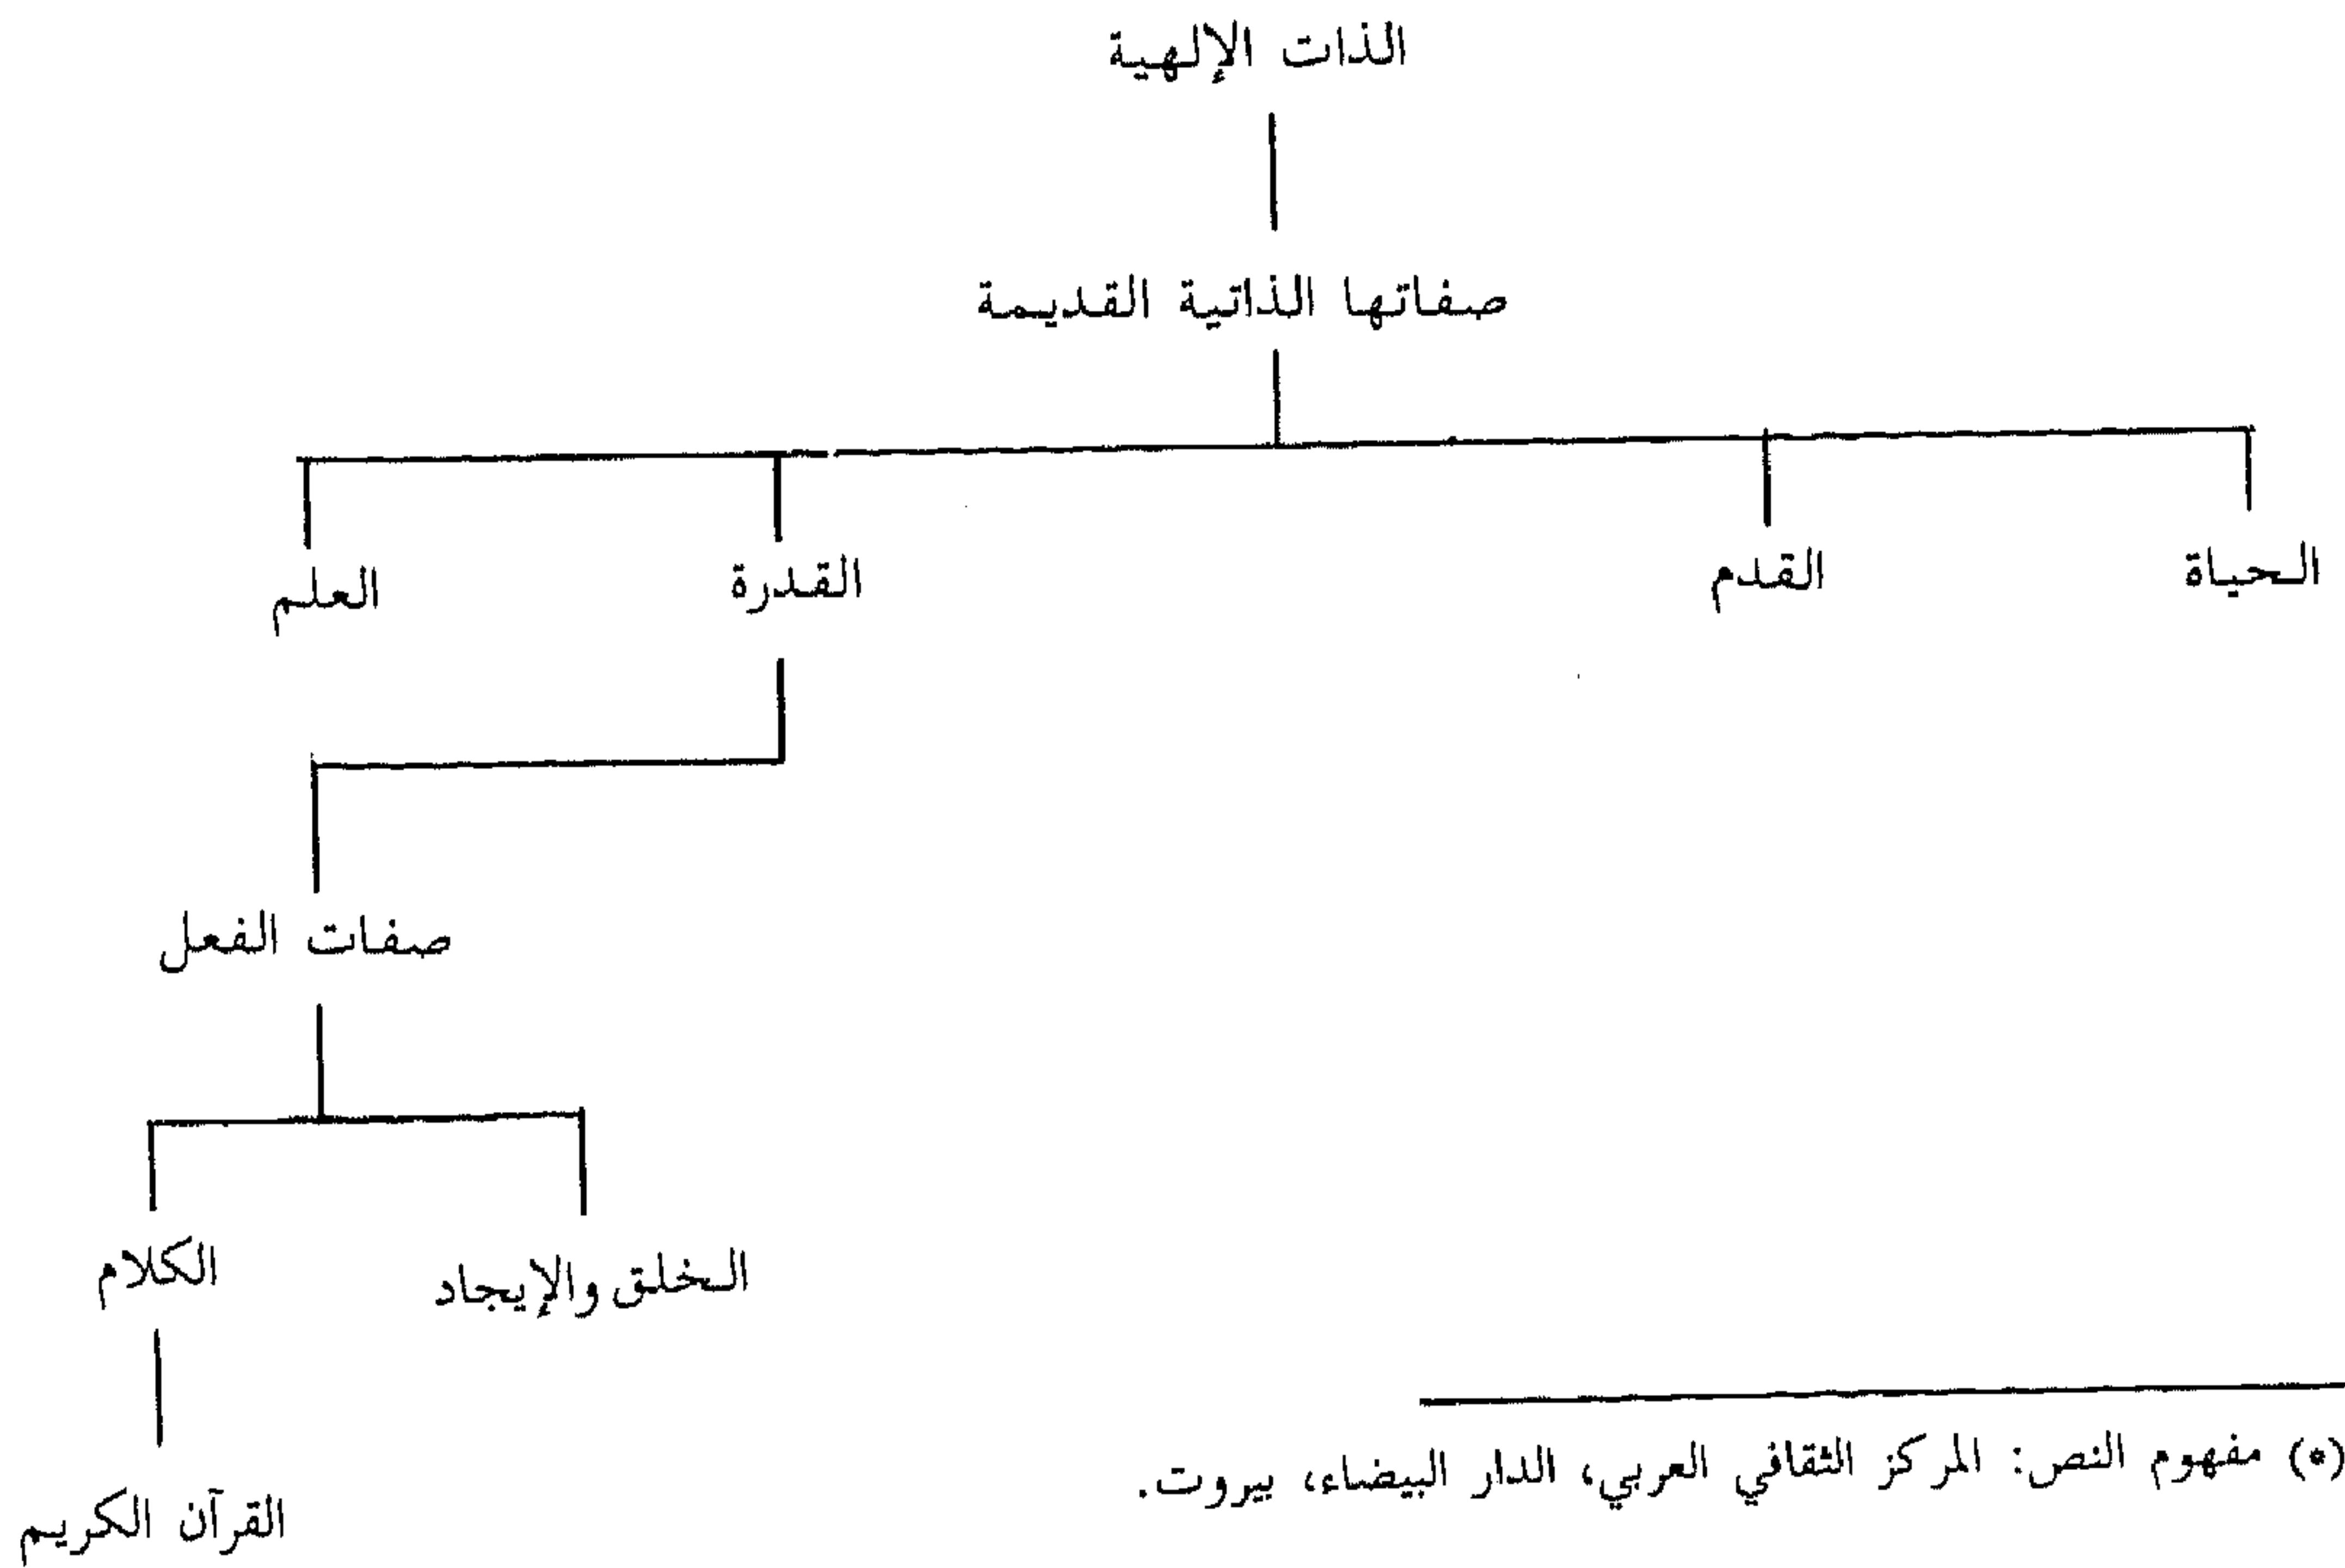 الذات الإلهية
صفاتها الذاتية القديمة
الحياة
القدم
القدرة
العلم
صفات الفعل
الخلق والإيجاد
الكلام
القرآن الكريم
(*) مفهوم النص: المركز الثقافي العربي، الدار البيضاء، بيروت.